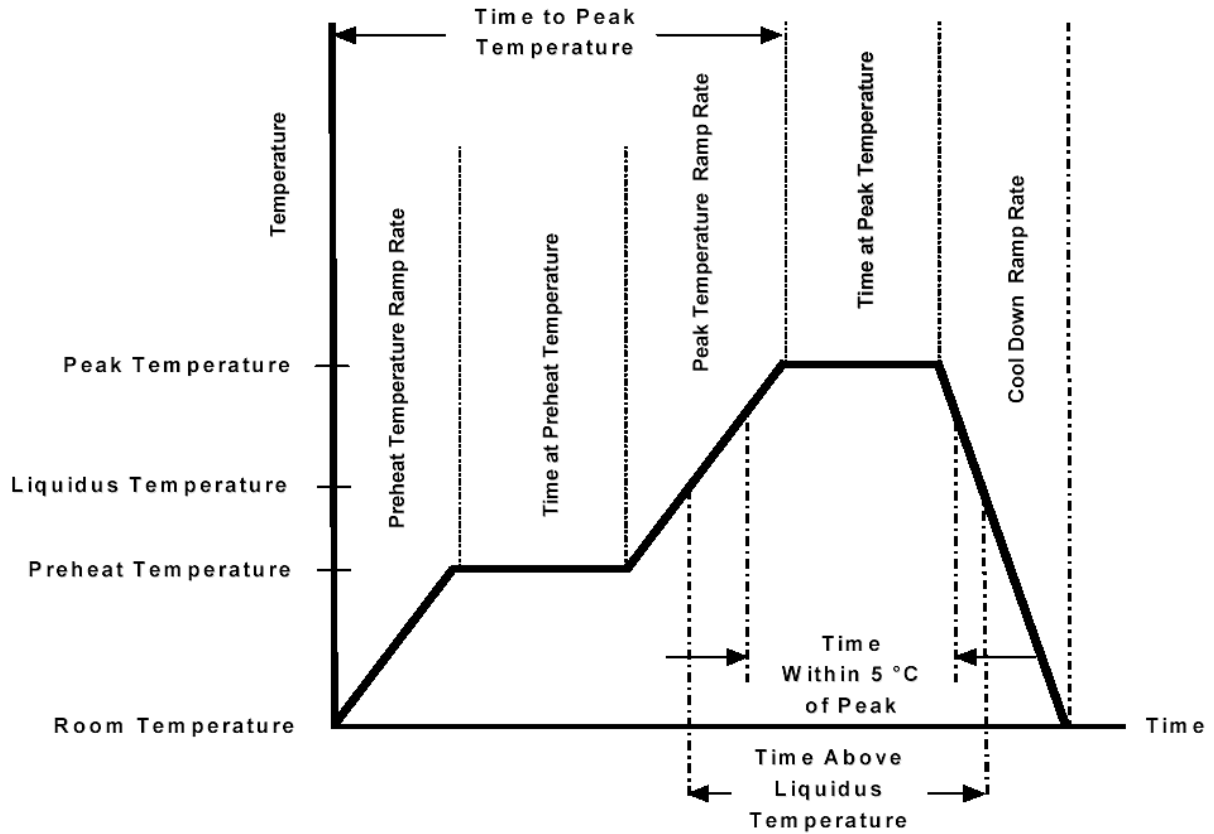 Time to Peak
Temperature
Temperature
Preheat Temperature Ramp Rate
Time at Preheat Temperature
Peak Temperature Ramp Rate
Time at Peak Temperature
Cool Down Ramp Rate
Peak Temperature
Liquidus Temperature
Preheat Temperature
Room Temperature
Time
Within 5 °C
of Peak
Time
Time Above
Liquidus
Temperature